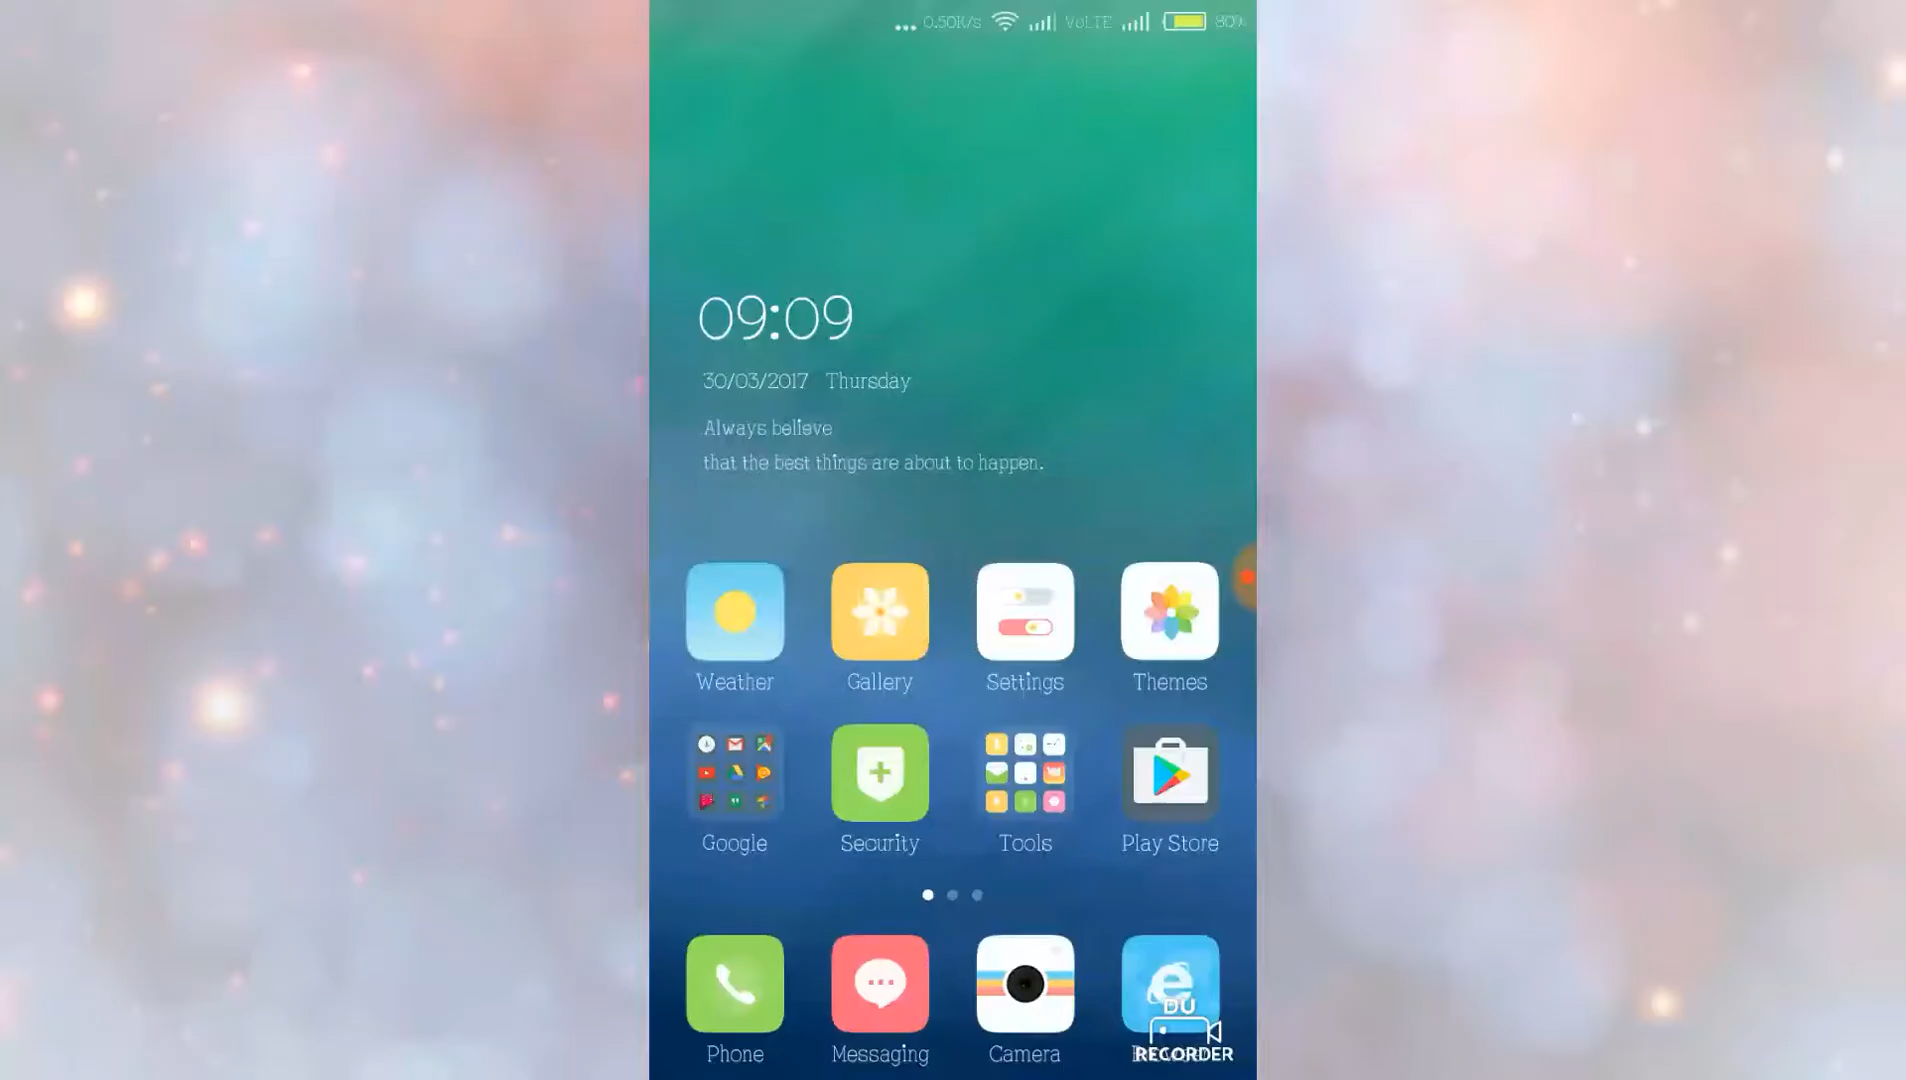 ... 0.50K/s VoLTE 80%
09:09
30/03/2017 Thursday
Always believe
that the best things are about to happen.
Weather Gallery Settings Themes
Google Security Tools Play Store
Phone Messaging Camera
DU
RECORDER